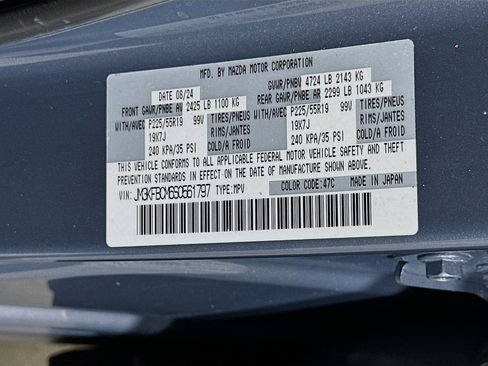 MFD. BY MAZDA MOTOR CORPORATION
DATE 08/24 GVWR/PNBV 4724 LB 2143 KG
FRONT GAWR/PNBE AV 2425 LB 1100 KG REAR GAWR/PNBE AR 2299 LB 1043 KG
WITH/AVEC P225/55R19 99V TIRES/PNEUS WITH/AVEC P225/55R19 99V TIRES/PNEUS
19X7J RIMS/JANTES 19X7J RIMS/JANTES
240 KPA/35 PSI COLD/A FROID 240 KPA/35 PSI COLD/A FROID
THIS VEHICLE CONFORMS TO ALL APPLICABLE FEDERAL MOTOR VEHICLE SAFETY AND THEFT
PREVENTION STANDARDS IN EFFECT ON THE DATE OF MANUFACTURE SHOWN ABOVE.
VIN: JM3KFBCM6S0561797 TYPE:MPV COLOR CODE:47C MADE IN JAPAN